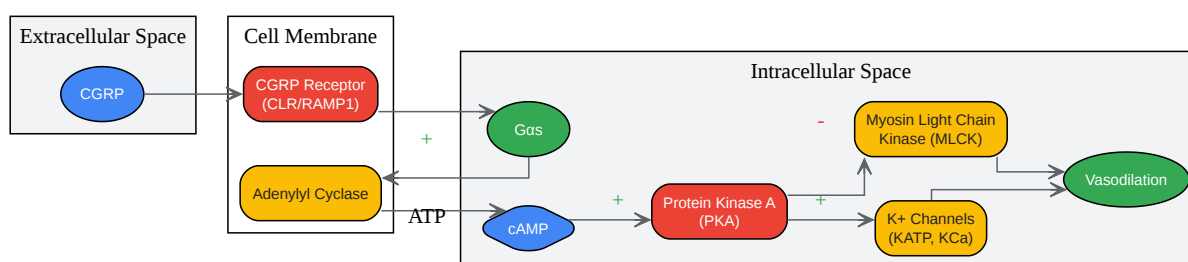 Extracellular Space
CGRP
Cell Membrane
CGRP Receptor
(CLR/RAMP1)
+
Adenylyl Cyclase
ATP
Intracellular Space
Gαs
cAMP
+
Protein Kinase A
(PKA)
-
+
Myosin Light Chain
Kinase (MLCK)
K+ Channels
(KATP, KCa)
Vasodilation